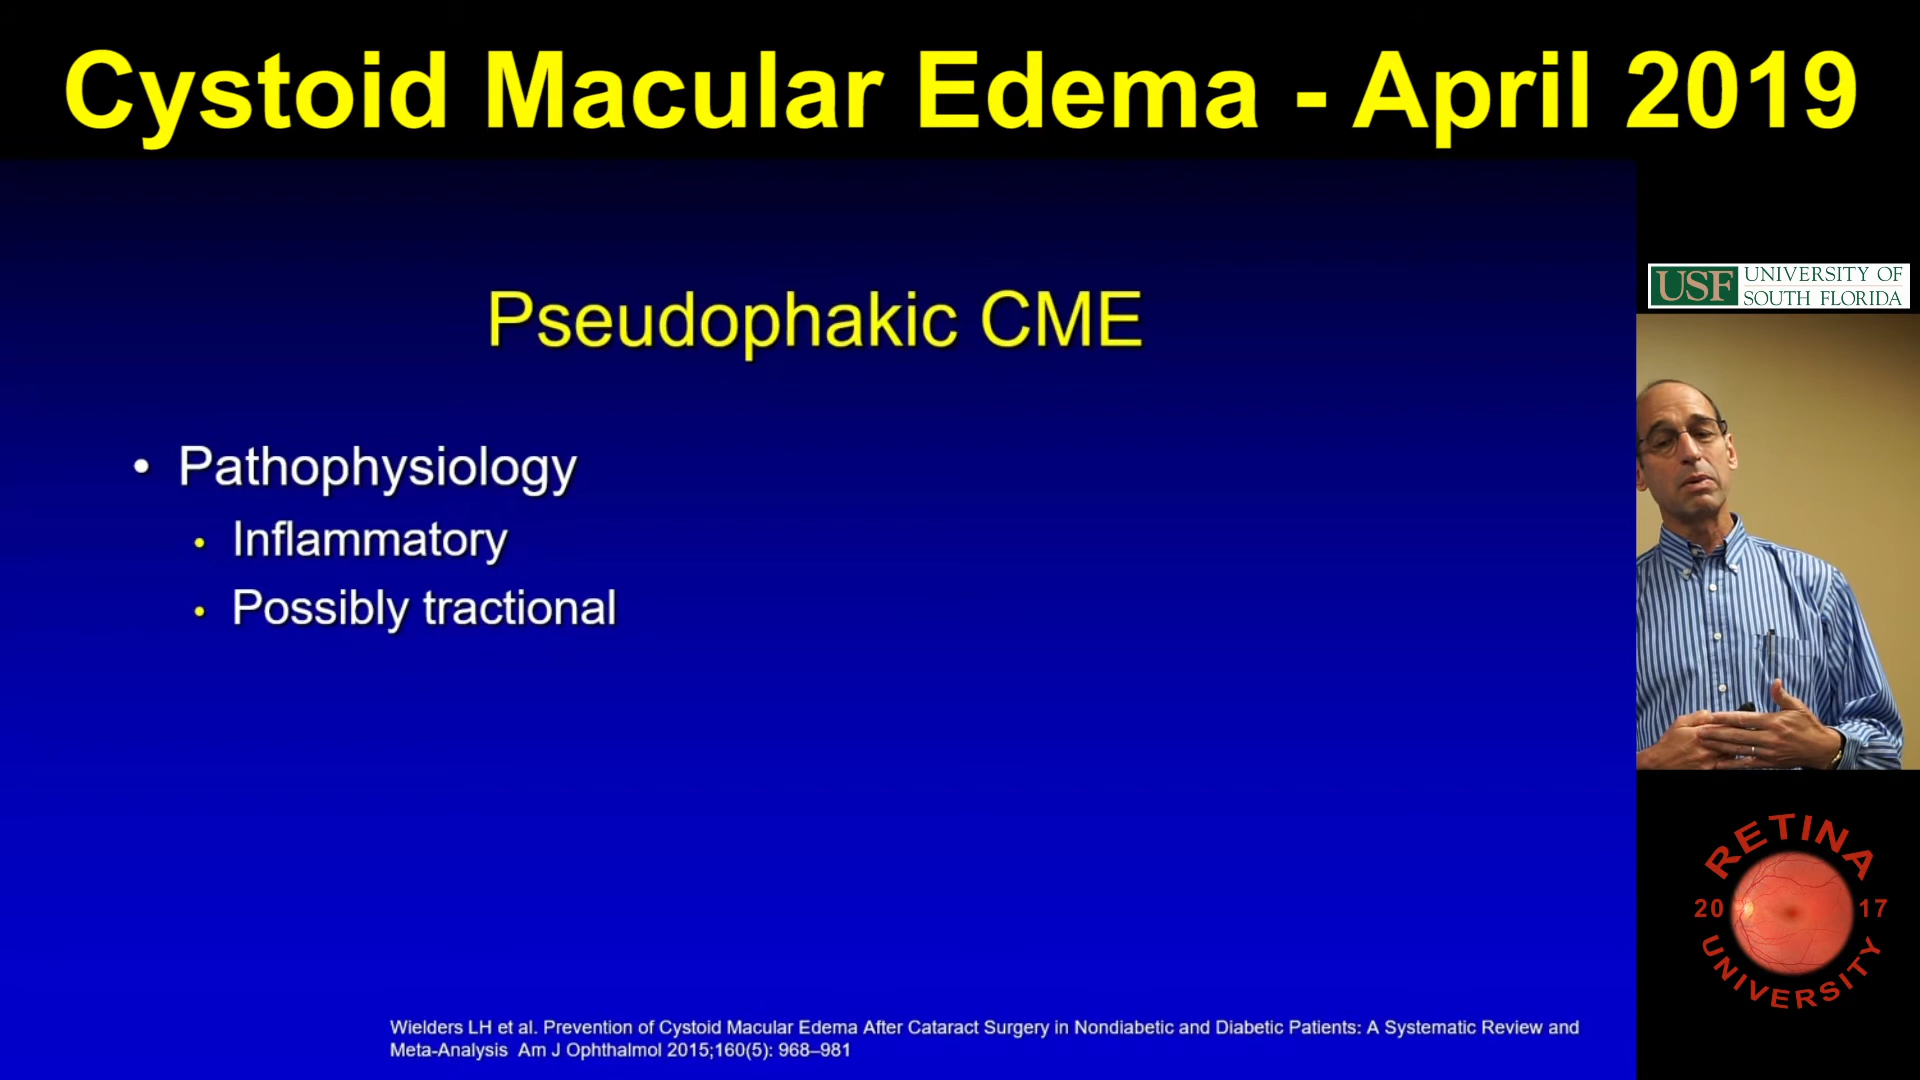 Cystoid Macular Edema - April 2019
Pseudophakic CME
• Pathophysiology
• Inflammatory
• Possibly tractional
Wielders LH et al. Prevention of Cystoid Macular Edema After Cataract Surgery in Nondiabetic and Diabetic Patients: A Systematic Review and
Meta-Analysis Am J Ophthalmol 2015;160(5): 968–981
USF UNIVERSITY OF
SOUTH FLORIDA
RETINA
20 17
UNIVERSITY